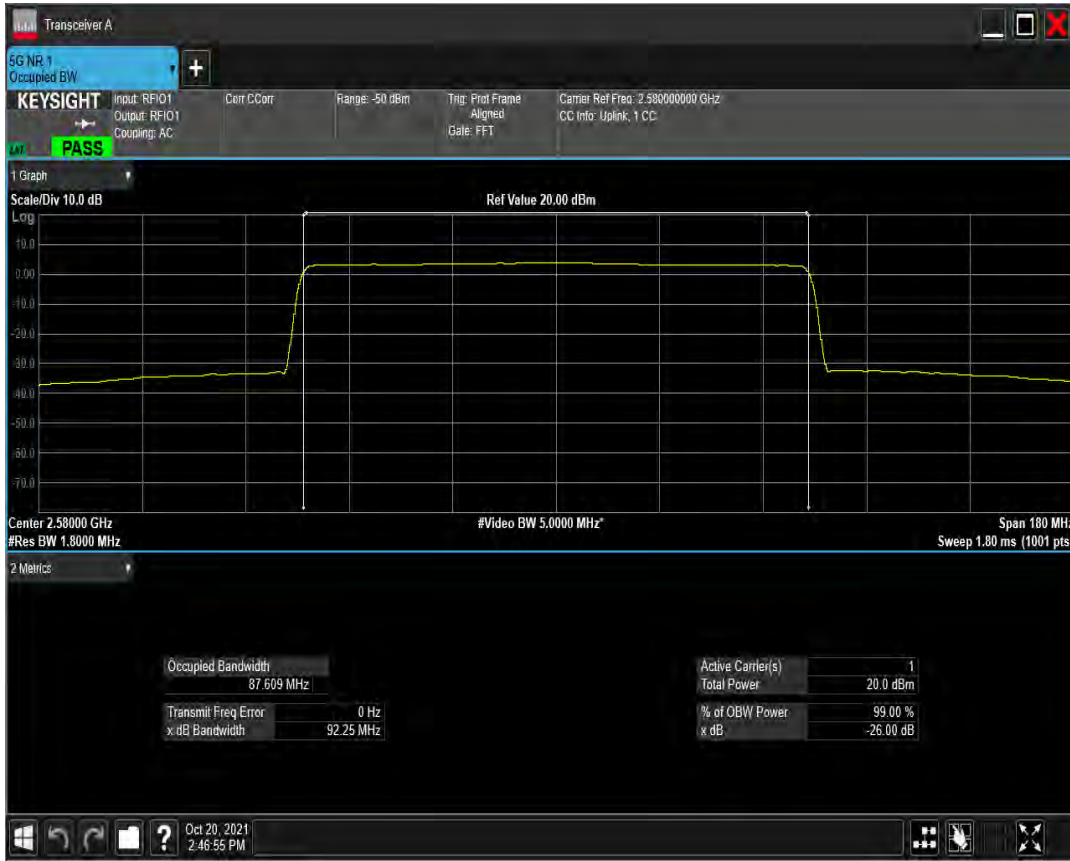 Transceiver A
5G NR 1
Occupied BW
+
KEYSIGHT
PASS
Input: RFIO1
Output: RFIO1
Coupling: AC
Corr CCorr
Range: -50 dBm
Trig: Prot Frame
Aligned
Gate: FFT
Carrier Ref Freq: 2.580000000 GHz
CC Info: Uplink, 1 CC
1 Graph
Scale/Div 10.0 dB
Ref Value 20.00 dBm
Log
10.0
0.00
-10.0
-20.0
-30.0
-40.0
-50.0
-60.0
-70.0
Center 2.58000 GHz
#Video BW 5.0000 MHz*
Span 180 MHz
#Res BW 1.8000 MHz
Sweep 1.80 ms (1001 pts
2 Metrics
Occupied Bandwidth
87.609 MHz
Transmit Freq Error 0 Hz
x dB Bandwidth 92.25 MHz
Active Carrier(s) 1
Total Power 20.0 dBm
% of OBW Power 99.00 %
x dB -26.00 dB
?
Oct 20, 2021
2:46:55 PM